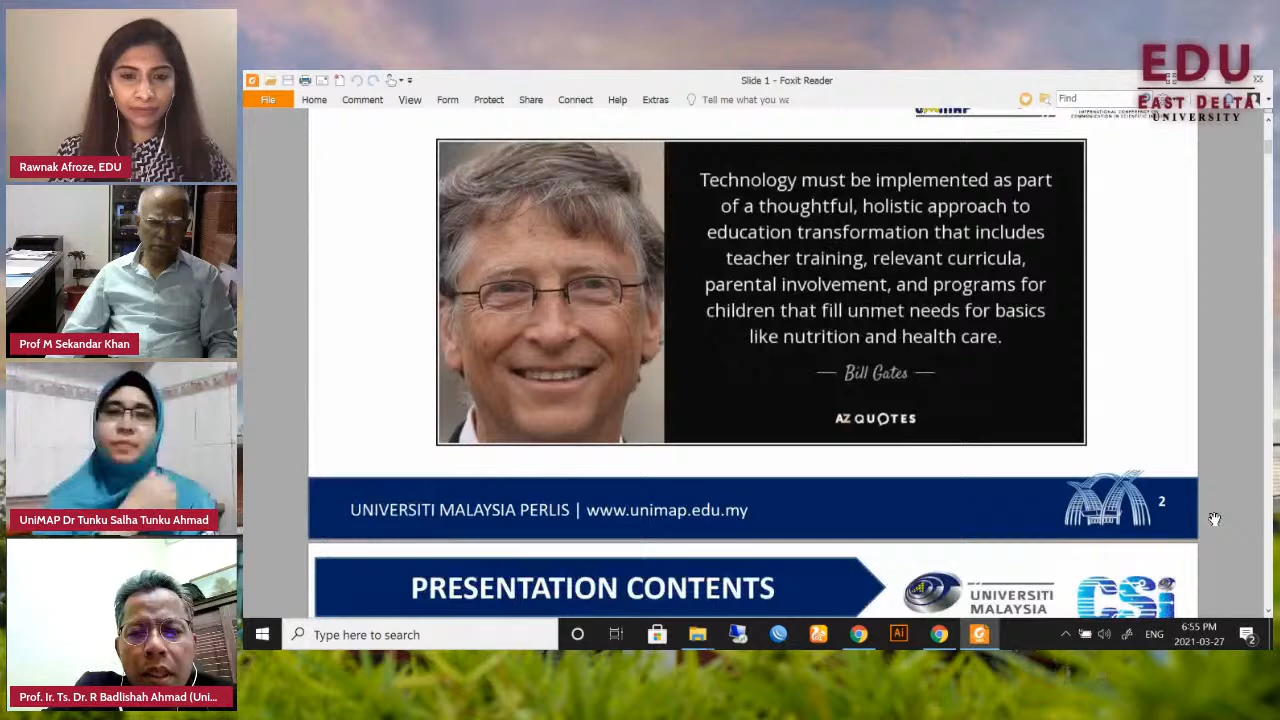 Rawnak Afroze, EDU
Prof M Sekandar Khan
UniMAP Dr Tunku Salha Tunku Ahmad
Prof. Ir. Ts. Dr. R Badlishah Ahmad (Uni...
Slide 1 - Foxit Reader
File Home Comment View Form Protect Share Connect Help Extras Tell me what you wa
Find
EDU
EAST DELTA
UNIVERSITY
Technology must be implemented as part
of a thoughtful, holistic approach to
education transformation that includes
teacher training, relevant curricula,
parental involvement, and programs for
children that fill unmet needs for basics
like nutrition and health care.
— Bill Gates —
AZ QUOTES
UNIVERSITI MALAYSIA PERLIS | www.unimap.edu.my
2
PRESENTATION CONTENTS
UNIVERSITI
MALAYSIA
CSi
Type here to search
Ai
ENG
6:55 PM
2021-03-27
2